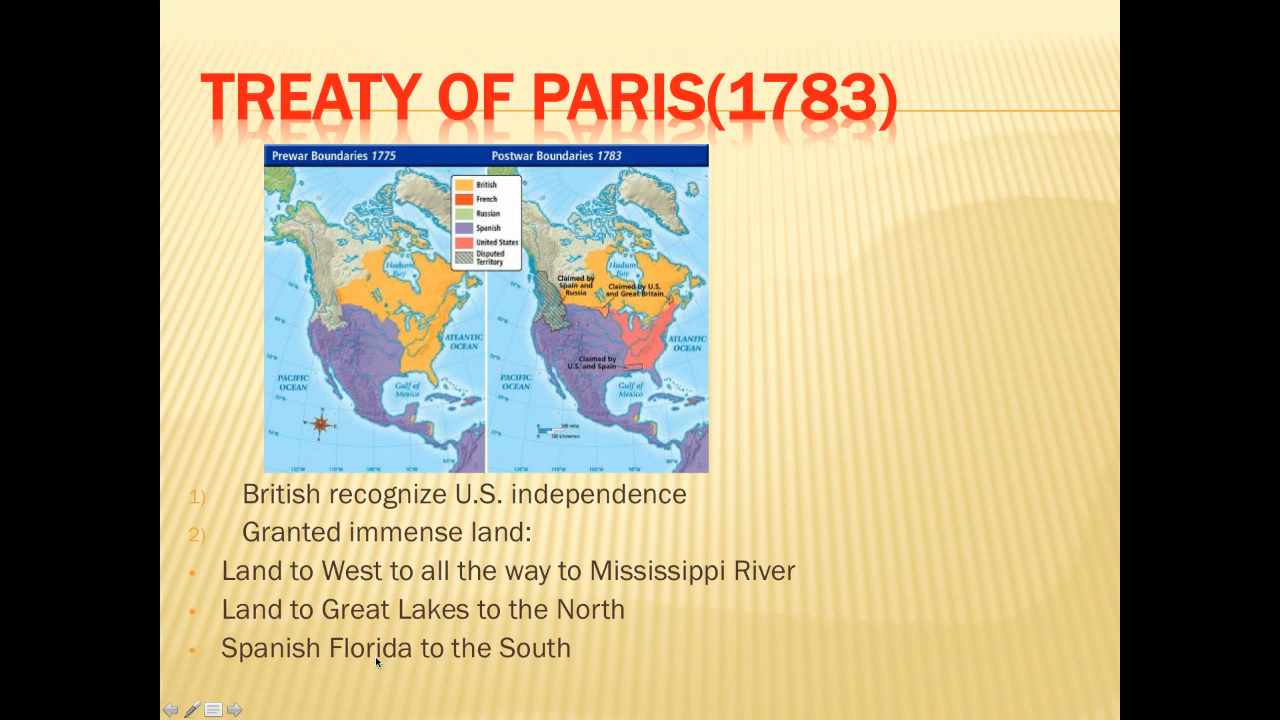 TREATY OF PARIS(1783)
Prewar Boundaries 1775
Postwar Boundaries 1783
British
French
Russian
Spanish
United States
Disputed
Territory
Hudson
Bay
ATLANTIC
OCEAN
PACIFIC
OCEAN
Gulf of
Mexico
Hudson
Bay
Claimed by
Spain and
Russia
Claimed by U.S.
and Great Britain
ATLANTIC
OCEAN
Claimed by
U.S. and Spain
PACIFIC
OCEAN
Gulf of
Mexico
1) British recognize U.S. independence
2) Granted immense land:
• Land to West to all the way to Mississippi River
• Land to Great Lakes to the North
• Spanish Florida to the South